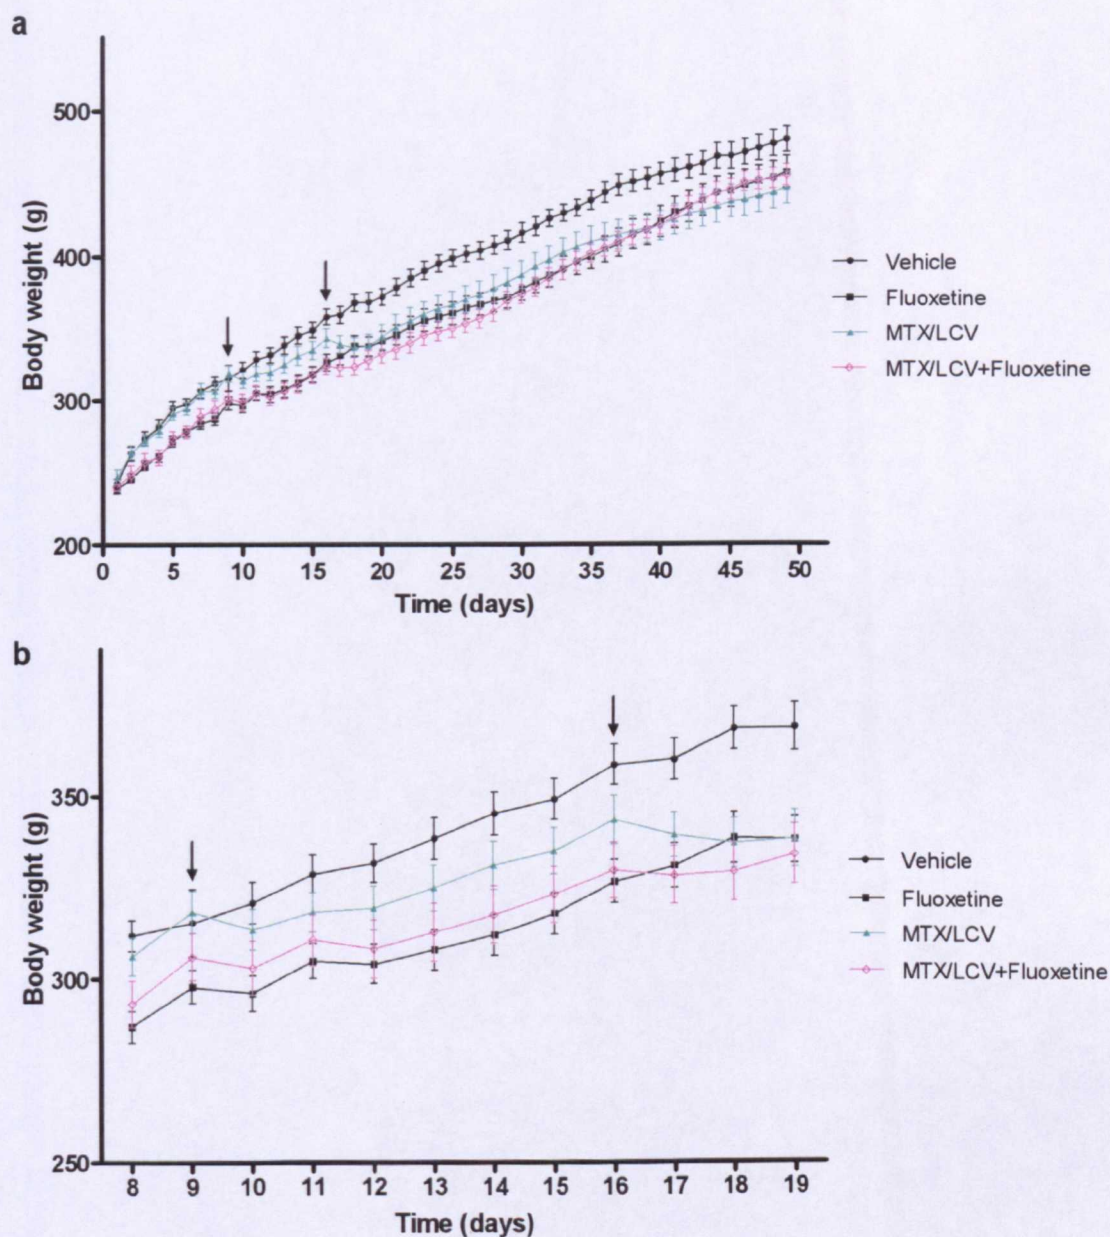 a
Body weight (g)
500
400
300
200
0 5 10 15 20 25 30 35 40 45 50
Time (days)
Vehicle
Fluoxetine
MTX/LCV
MTX/LCV+Fluoxetine
b
Body weight (g)
350
300
250
8 9 10 11 12 13 14 15 16 17 18 19
Time (days)
Vehicle
Fluoxetine
MTX/LCV
MTX/LCV+Fluoxetine